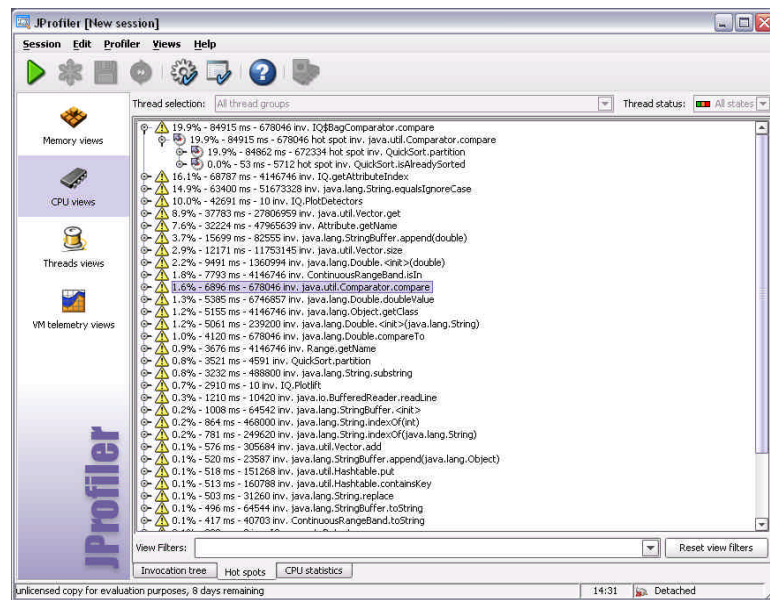 JProfiler [New session]
Session Edit Profiler Views Help
Thread selection: All thread groups Thread status: All states
Memory views
CPU views
Threads views
VM telemetry views
JProfiler
19.9% - 84915 ms - 678046 inv. IQ$BagComparator.compare
19.9% - 84915 ms - 678046 hot spot inv. java.util.Comparator.compare
19.9% - 84862 ms - 672334 hot spot inv. QuickSort.partition
0.0% - 53 ms - 5712 hot spot inv. QuickSort.isAlreadySorted
16.1% - 68787 ms - 4146746 inv. IQ.getAttributeIndex
14.9% - 63400 ms - 51673328 inv. java.lang.String.equalsIgnoreCase
10.0% - 42691 ms - 10 inv. IQ.PlotDetectors
8.9% - 37783 ms - 27806959 inv. java.util.Vector.get
7.6% - 32224 ms - 47965639 inv. Attribute.getName
3.7% - 15699 ms - 82555 inv. java.lang.StringBuffer.append(double)
2.9% - 12171 ms - 11753145 inv. java.util.Vector.size
2.2% - 9491 ms - 1360994 inv. java.lang.Double.<init>(double)
1.8% - 7793 ms - 4146746 inv. ContinuousRangeBand.isIn
1.6% - 6896 ms - 678046 inv. java.util.Comparator.compare
1.3% - 5385 ms - 6746857 inv. java.lang.Double.doubleValue
1.2% - 5155 ms - 4146746 inv. java.lang.Object.getClass
1.2% - 5061 ms - 239200 inv. java.lang.Double.<init>(java.lang.String)
1.0% - 4120 ms - 678046 inv. java.lang.Double.compareTo
0.9% - 3676 ms - 4146746 inv. Range.getName
0.8% - 3521 ms - 4591 inv. QuickSort.partition
0.8% - 3232 ms - 488800 inv. java.lang.String.substring
0.7% - 2910 ms - 10 inv. IQ.Plotlift
0.3% - 1210 ms - 10420 inv. java.io.BufferedReader.readLine
0.2% - 1008 ms - 64542 inv. java.lang.StringBuffer.<init>
0.2% - 864 ms - 468000 inv. java.lang.String.indexOf(int)
0.2% - 781 ms - 249620 inv. java.lang.String.indexOf(java.lang.String)
0.1% - 576 ms - 305684 inv. java.util.Vector.add
0.1% - 520 ms - 23587 inv. java.lang.StringBuffer.append(java.lang.Object)
0.1% - 518 ms - 151268 inv. java.util.Hashtable.put
0.1% - 513 ms - 160788 inv. java.util.Hashtable.containsKey
0.1% - 503 ms - 31260 inv. java.lang.String.replace
0.1% - 496 ms - 64544 inv. java.lang.StringBuffer.toString
0.1% - 417 ms - 40703 inv. ContinuousRangeBand.toString
View Filters: Reset view filters
Invocation tree Hot spots CPU statistics
unlicensed copy for evaluation purposes, 8 days remaining 14:31 Detached